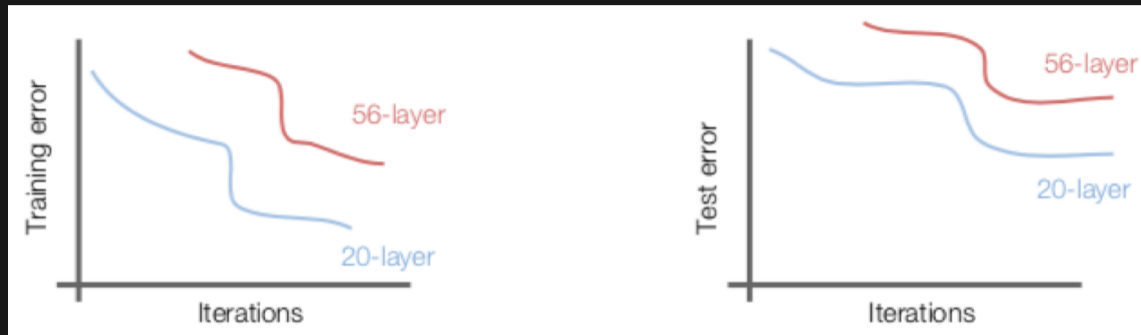 Training error
56-layer
20-layer
Iterations
Test error
56-layer
20-layer
Iterations